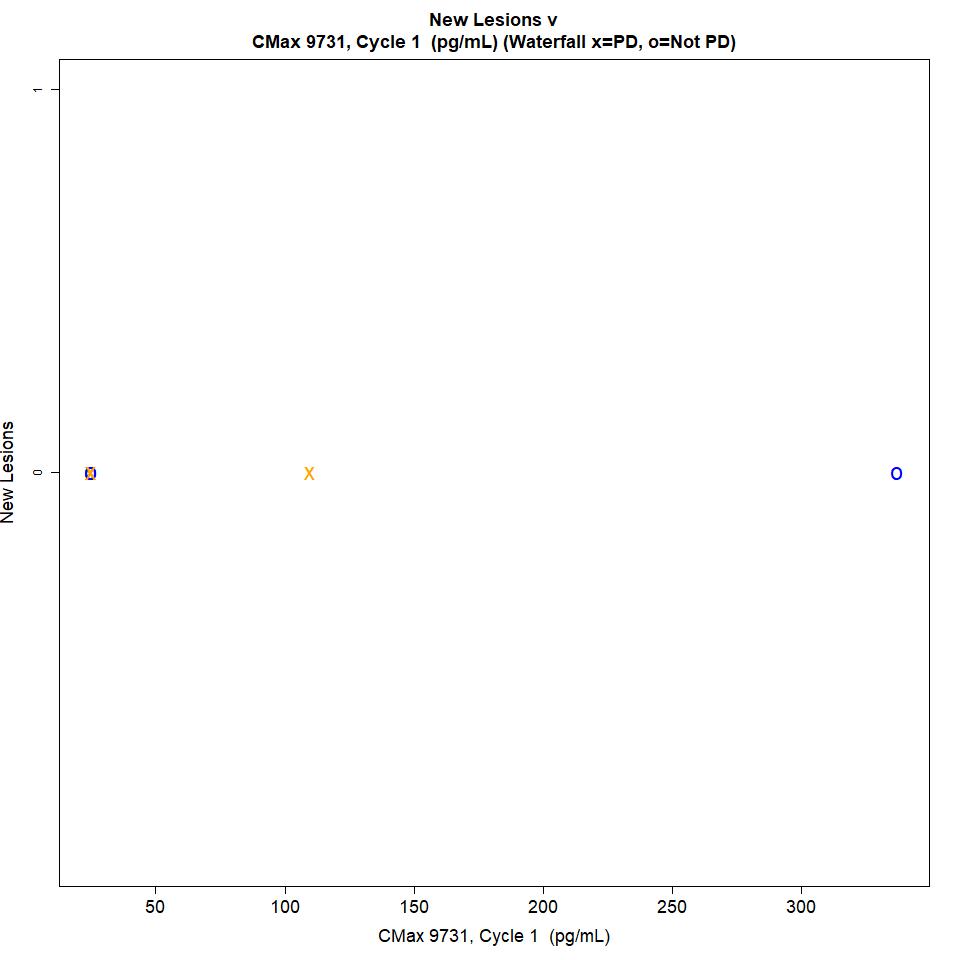 New Lesions v
CMax 9731, Cycle 1  (pg/mL) (Waterfall x=PD, o=Not PD)
1
New Lesions
0
x
o
x
o
50 100 150 200 250 300
CMax 9731, Cycle 1  (pg/mL)